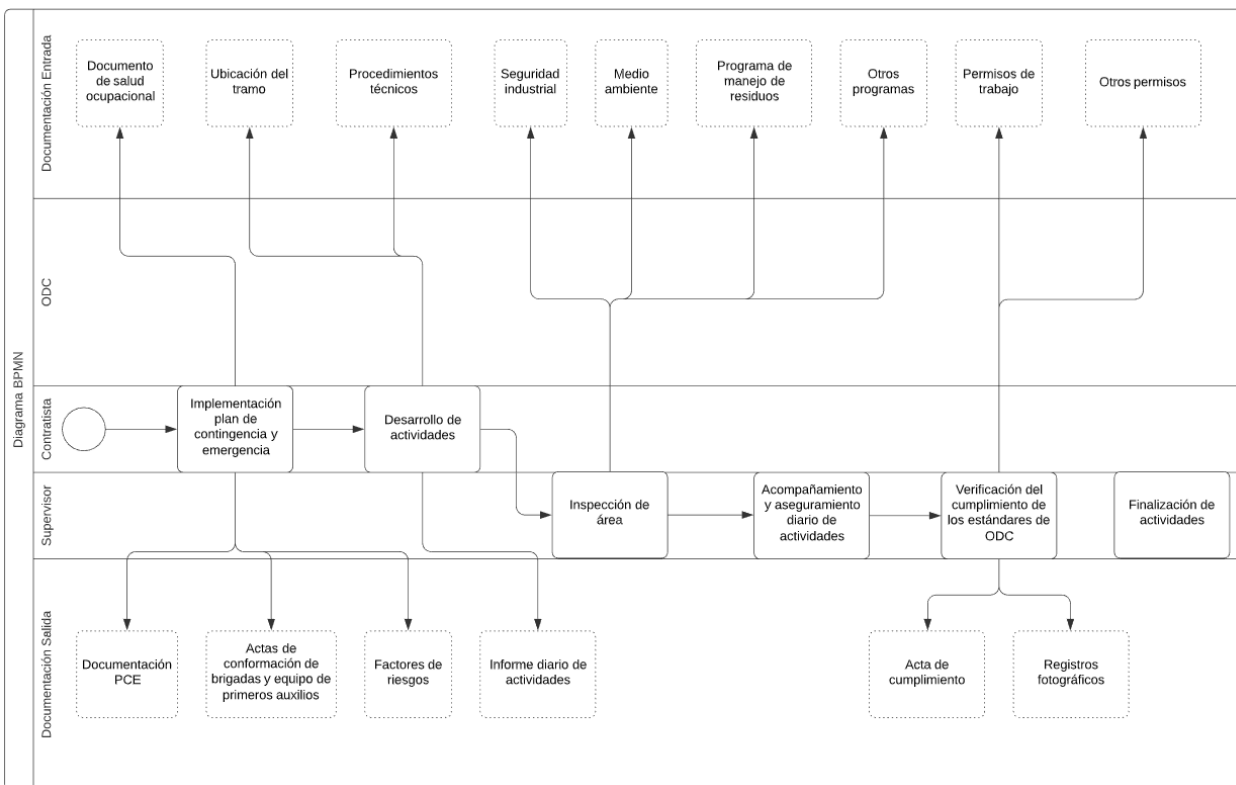 Diagrama BPMN
Documentación Entrada
Documento
de salud
ocupacional
Ubicación del
tramo
Procedimientos
técnicos
Seguridad
industrial
Medio
ambiente
Programa de
manejo de
residuos
Otros
programas
Permisos de
trabajo
Otros permisos
ODC
Contratista
Implementación
plan de
contingencia y
emergencia
Desarrollo de
actividades
Supervisor
Inspección de
área
Acompañamiento
y aseguramiento
diario de
actividades
Verificación del
cumplimiento de
los estándares de
ODC
Finalización de
actividades
Documentación Salida
Documentación
PCE
Actas de
conformación de
brigadas y equipo de
primeros auxilios
Factores de
riesgos
Informe diario de
actividades
Acta de
cumplimiento
Registros
fotográficos